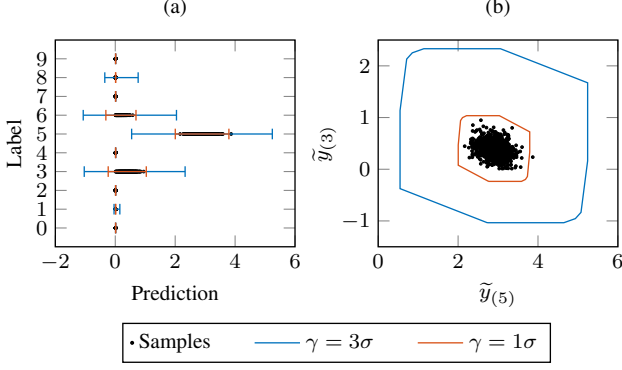 (a)
(b)
Label
9
8
7
6
5
4
3
2
1
0
−2 0 2 4 6
Prediction
ỹ(3)
2
1
0
−1
0 2 4 6
ỹ(5)
Samples γ = 3σ γ = 1σ